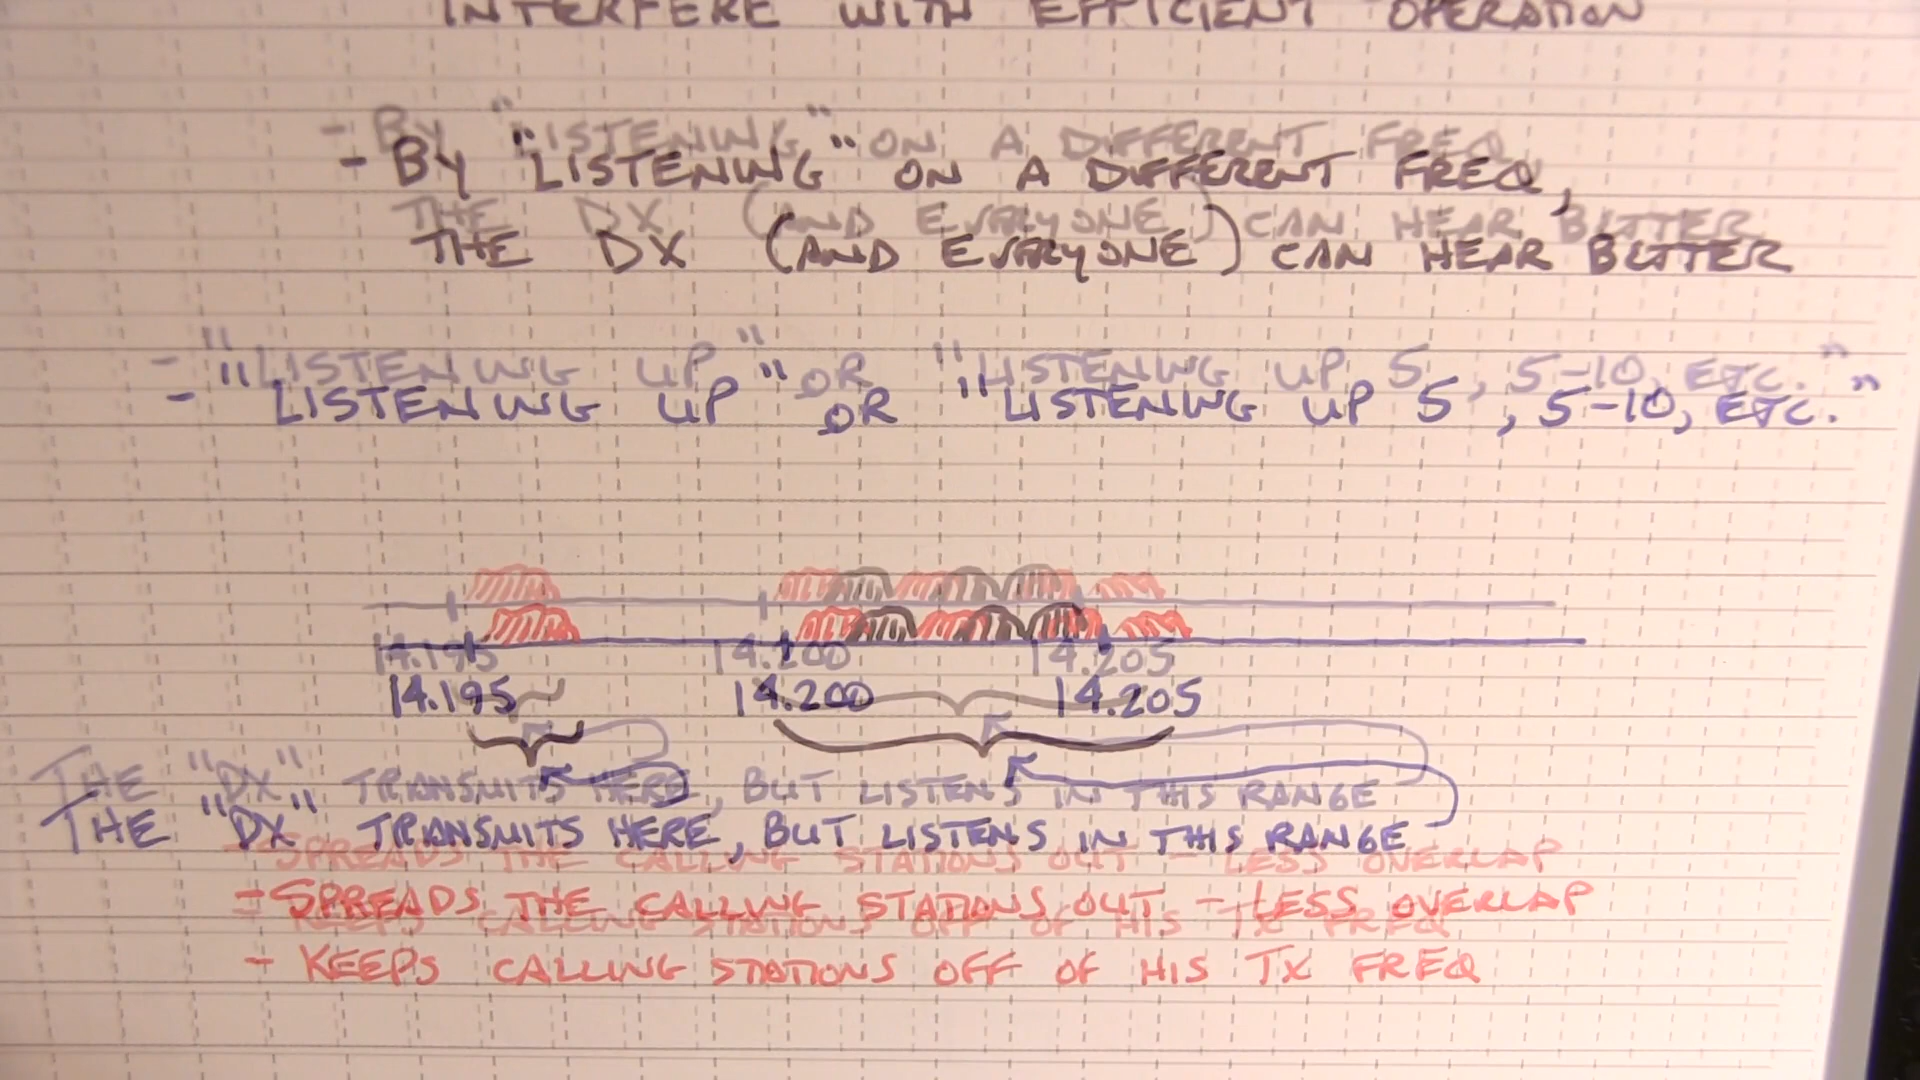 INTERFERE WITH EFFICIENT OPERATION
- BY "LISTENING" ON A DIFFERENT FREQ,
THE DX (AND EVERYONE) CAN HEAR BETTER
- "LISTENING UP" OR "LISTENING UP 5, 5-10, ETC."
14.195 14.200 14.205
THE "DX" TRANSMITS HERE, BUT LISTENS IN THIS RANGE
- SPREADS THE CALLING STATIONS OUT - LESS OVERLAP
- KEEPS CALLING STATIONS OFF OF HIS TX FREQ